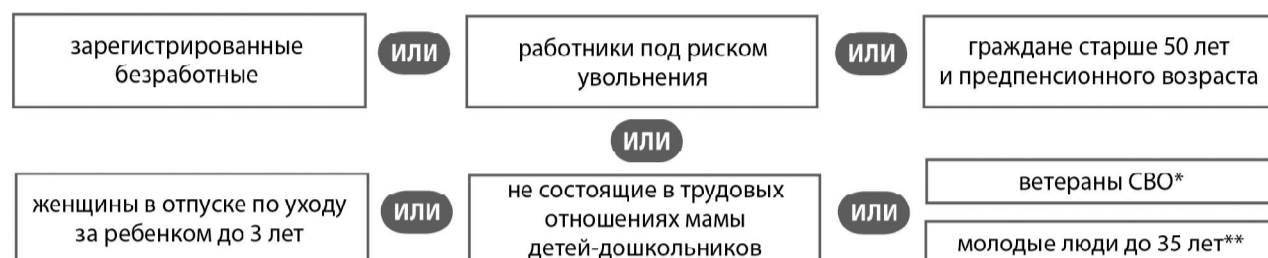 зарегистрированные
безработные
ИЛИ
работники под риском
увольнения
ИЛИ
граждане старше 50 лет
и предпенсионного возраста
ИЛИ
женщины в отпуске по уходу
за ребенком до 3 лет
ИЛИ
не состоящие в трудовых
отношениях мамы
детей-дошкольников
ИЛИ
ветераны СВО*
молодые люди до 35 лет**